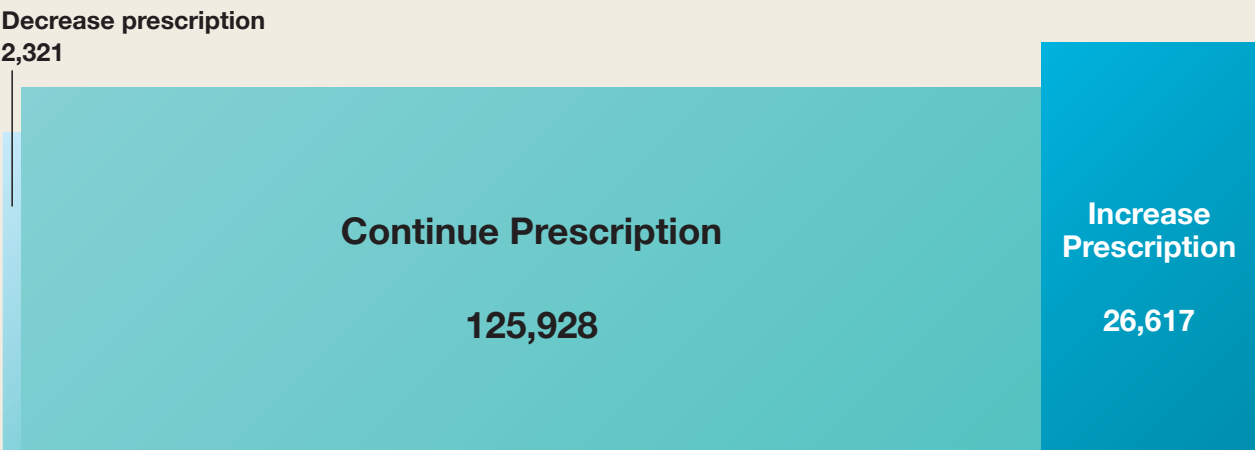 Decrease prescription
2,321
Continue Prescription
125,928
Increase
Prescription
26,617